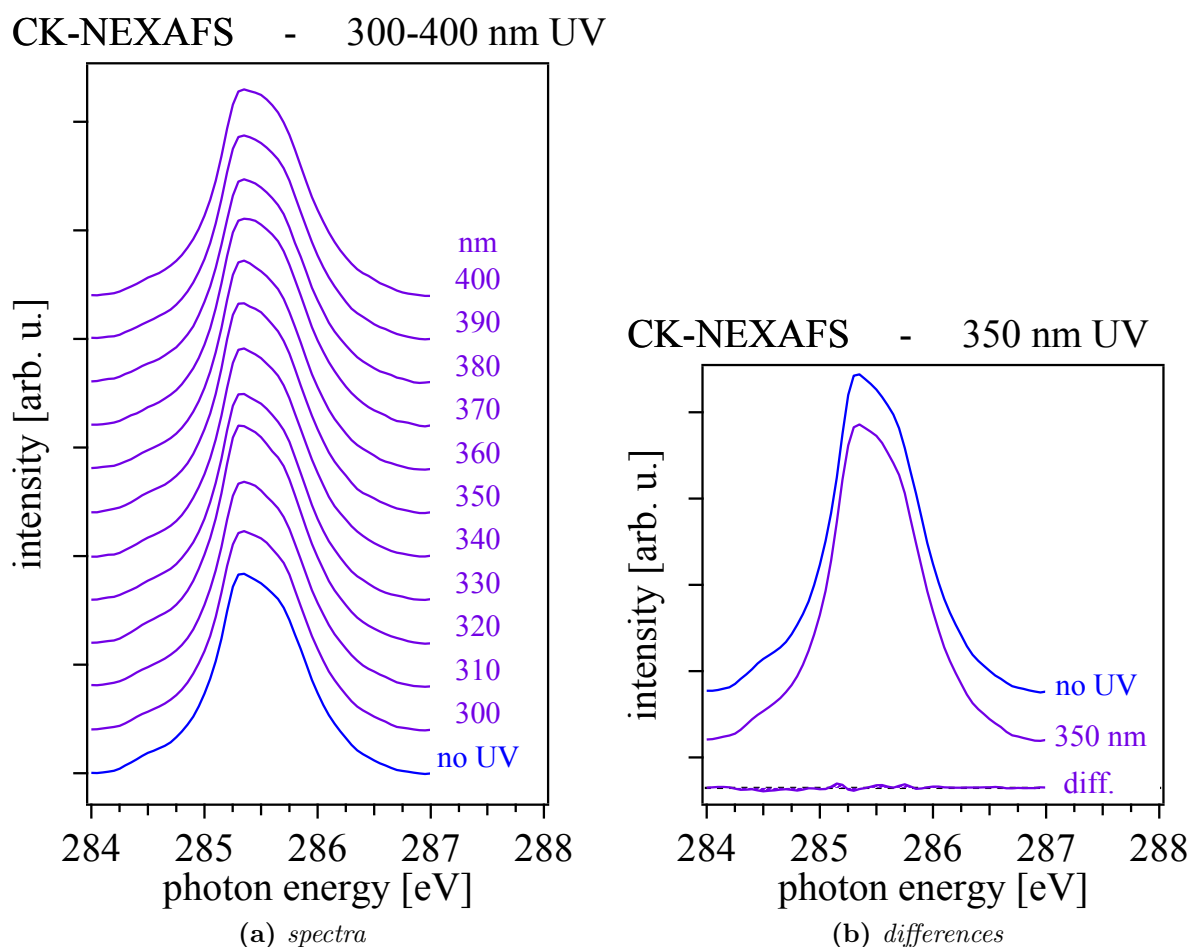 CK-NEXAFS - 300-400 nm UV
intensity [arb. u.]
nm
400
390
380
370
360
350
340
330
320
310
300
no UV
284 285 286 287 288
photon energy [eV]
(a) spectra
CK-NEXAFS - 350 nm UV
intensity [arb. u.]
no UV
350 nm
diff.
284 285 286 287 288
photon energy [eV]
(b) differences